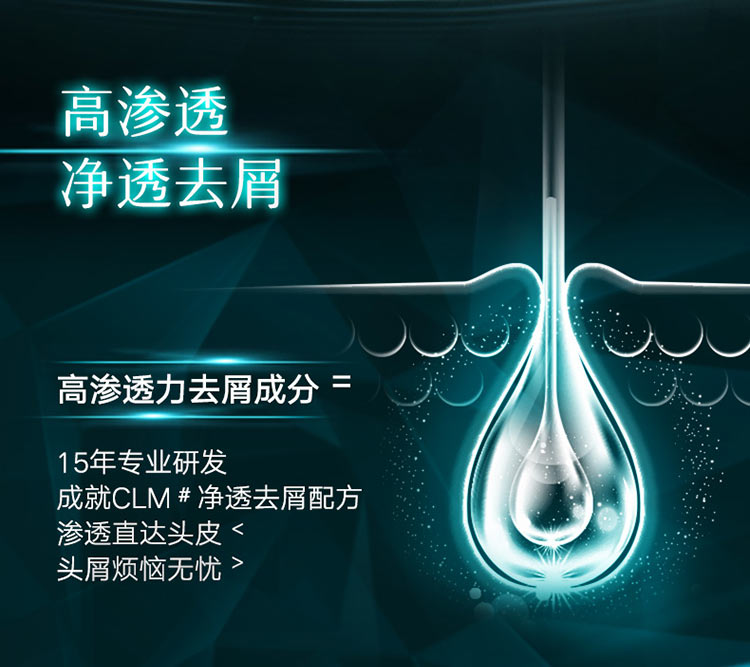 高渗透
净透去屑
高渗透力去屑成分 =
15年专业研发
成就CLM # 净透去屑配方
渗透直达头皮 <
头屑烦恼无忧 >